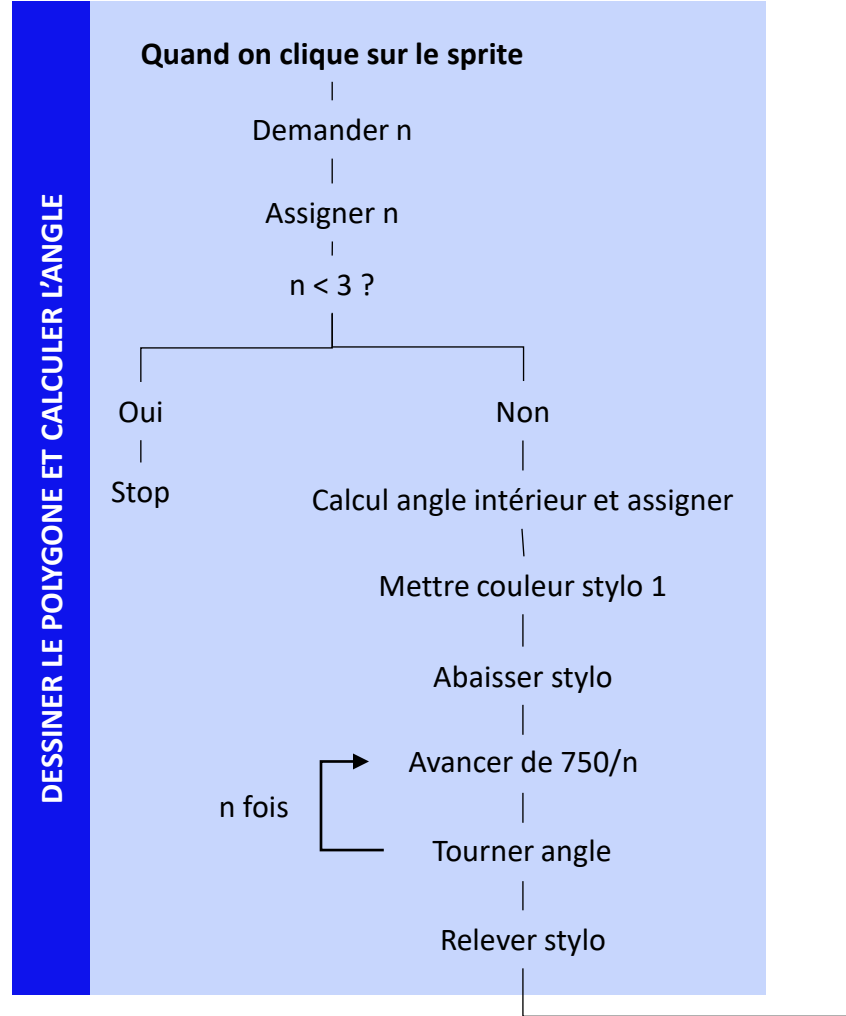 DESSINER LE POLYGONE ET CALCULER L'ANGLE
Quand on clique sur le sprite
Demander n
Assigner n
n < 3 ?
Oui
Non
Stop
Calcul angle intérieur et assigner
Mettre couleur stylo 1
Abaisser stylo
Avancer de 750/n
n fois
Tourner angle
Relever stylo